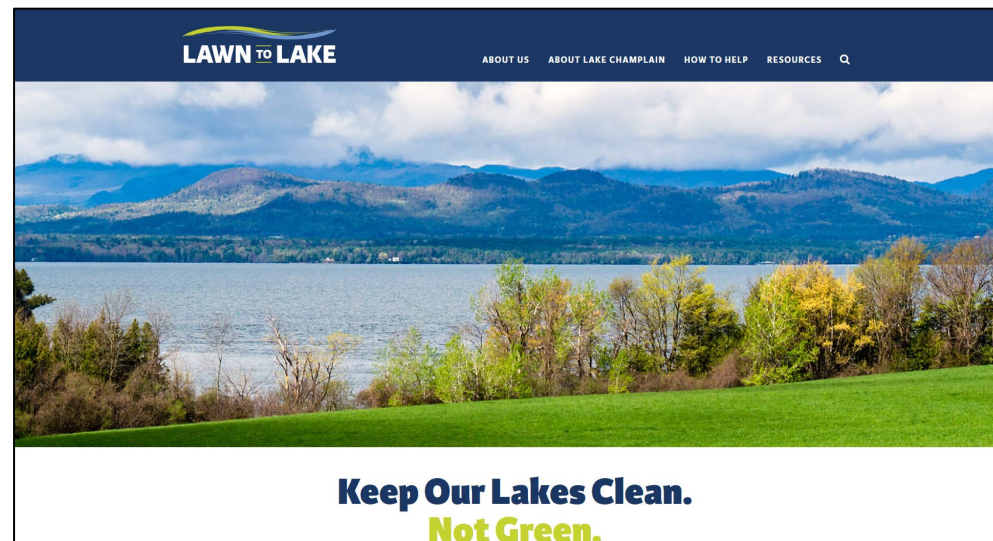 LAWN TO LAKE
ABOUT US ABOUT LAKE CHAMPLAIN HOW TO HELP RESOURCES
Keep Our Lakes Clean.
Not Green.